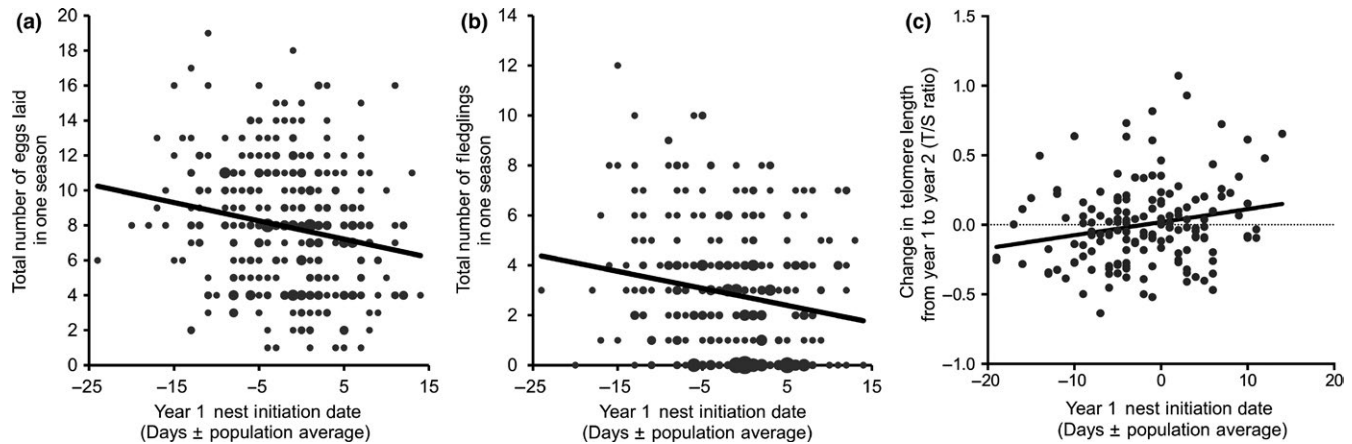 (a)
Total number of eggs laid
in one season
20
18
16
14
12
10
8
6
4
2
0
−25
−15
−5
5
15
Year 1 nest initiation date
(Days ± population average)
(b)
Total number of fledglings
in one season
14
12
10
8
6
4
2
0
−25
−15
−5
5
15
Year 1 nest initiation date
(Days ± population average)
(c)
Change in telomere length
from year 1 to year 2 (T/S ratio)
1.5
1.0
0.5
0.0
−0.5
−1.0
−20
−10
0
10
20
Year 1 nest initiation date
(Days ± population average)